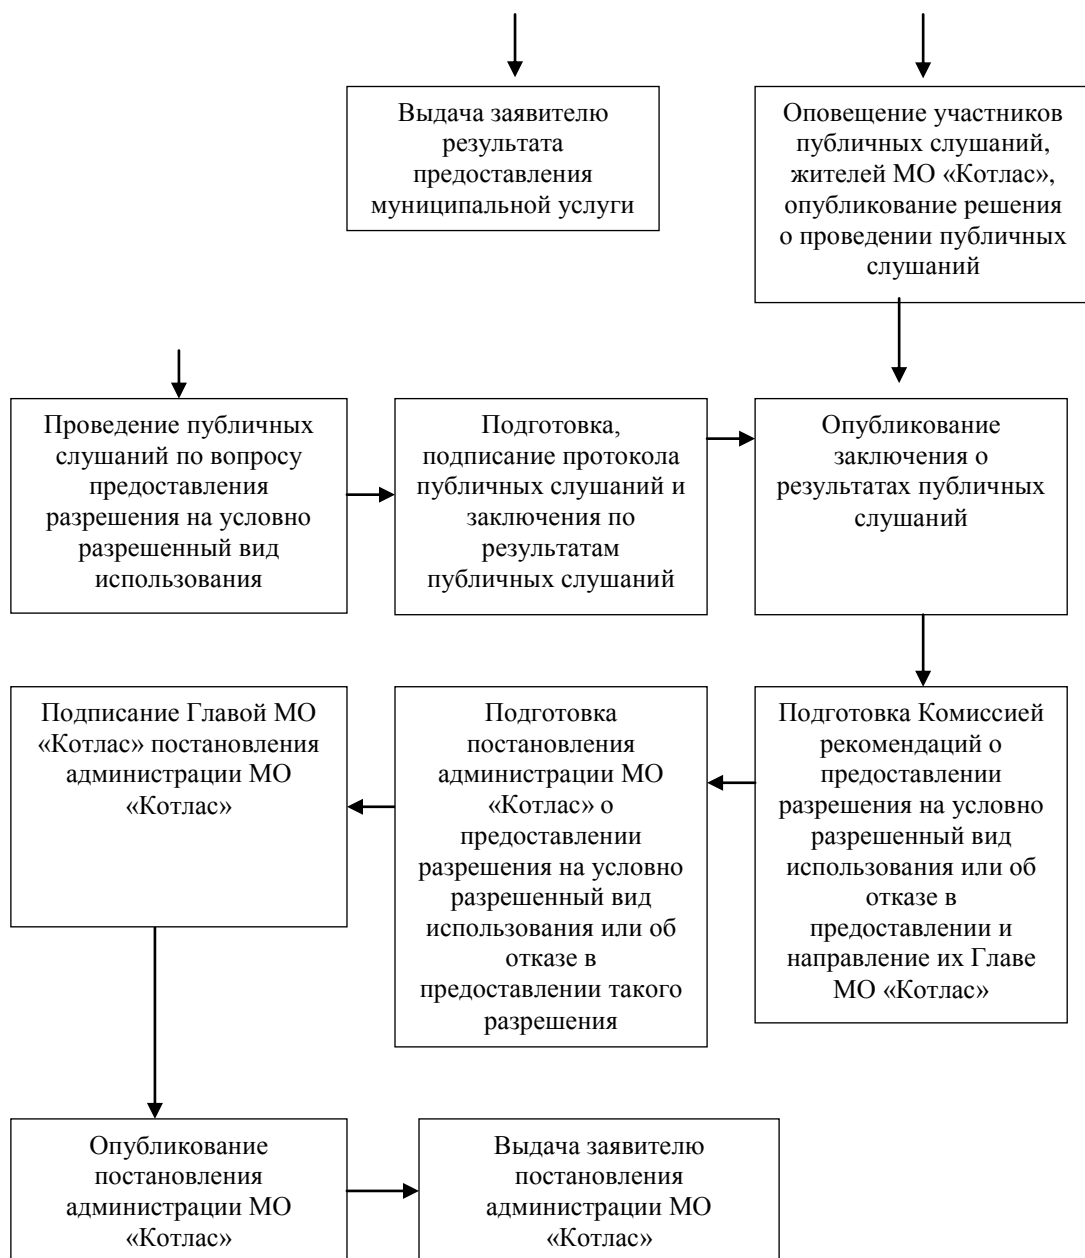 Выдача заявителю
результата
предоставления
муниципальной услуги
Оповещение участников
публичных слушаний,
жителей МО «Котлас»,
опубликование решения
о проведении публичных
слушаний
Проведение публичных
слушаний по вопросу
предоставления
разрешения на условно
разрешенный вид
использования
Подготовка,
подписание протокола
публичных слушаний и
заключения по
результатам
публичных слушаний
Опубликование
заключения о
результатах публичных
слушаний
Подписание Главой МО
«Котлас» постановления
администрации МО
«Котлас»
Подготовка
постановления
администрации МО
«Котлас» о
предоставлении
разрешения на условно
разрешенный вид
использования или об
отказе в
предоставлении такого
разрешения
Подготовка Комиссией
рекомендаций о
предоставлении
разрешения на условно
разрешенный вид
использования или об
отказе в
предоставлении и
направление их Главе
МО «Котлас»
Опубликование
постановления
администрации МО
«Котлас»
Выдача заявителю
постановления
администрации МО
«Котлас»